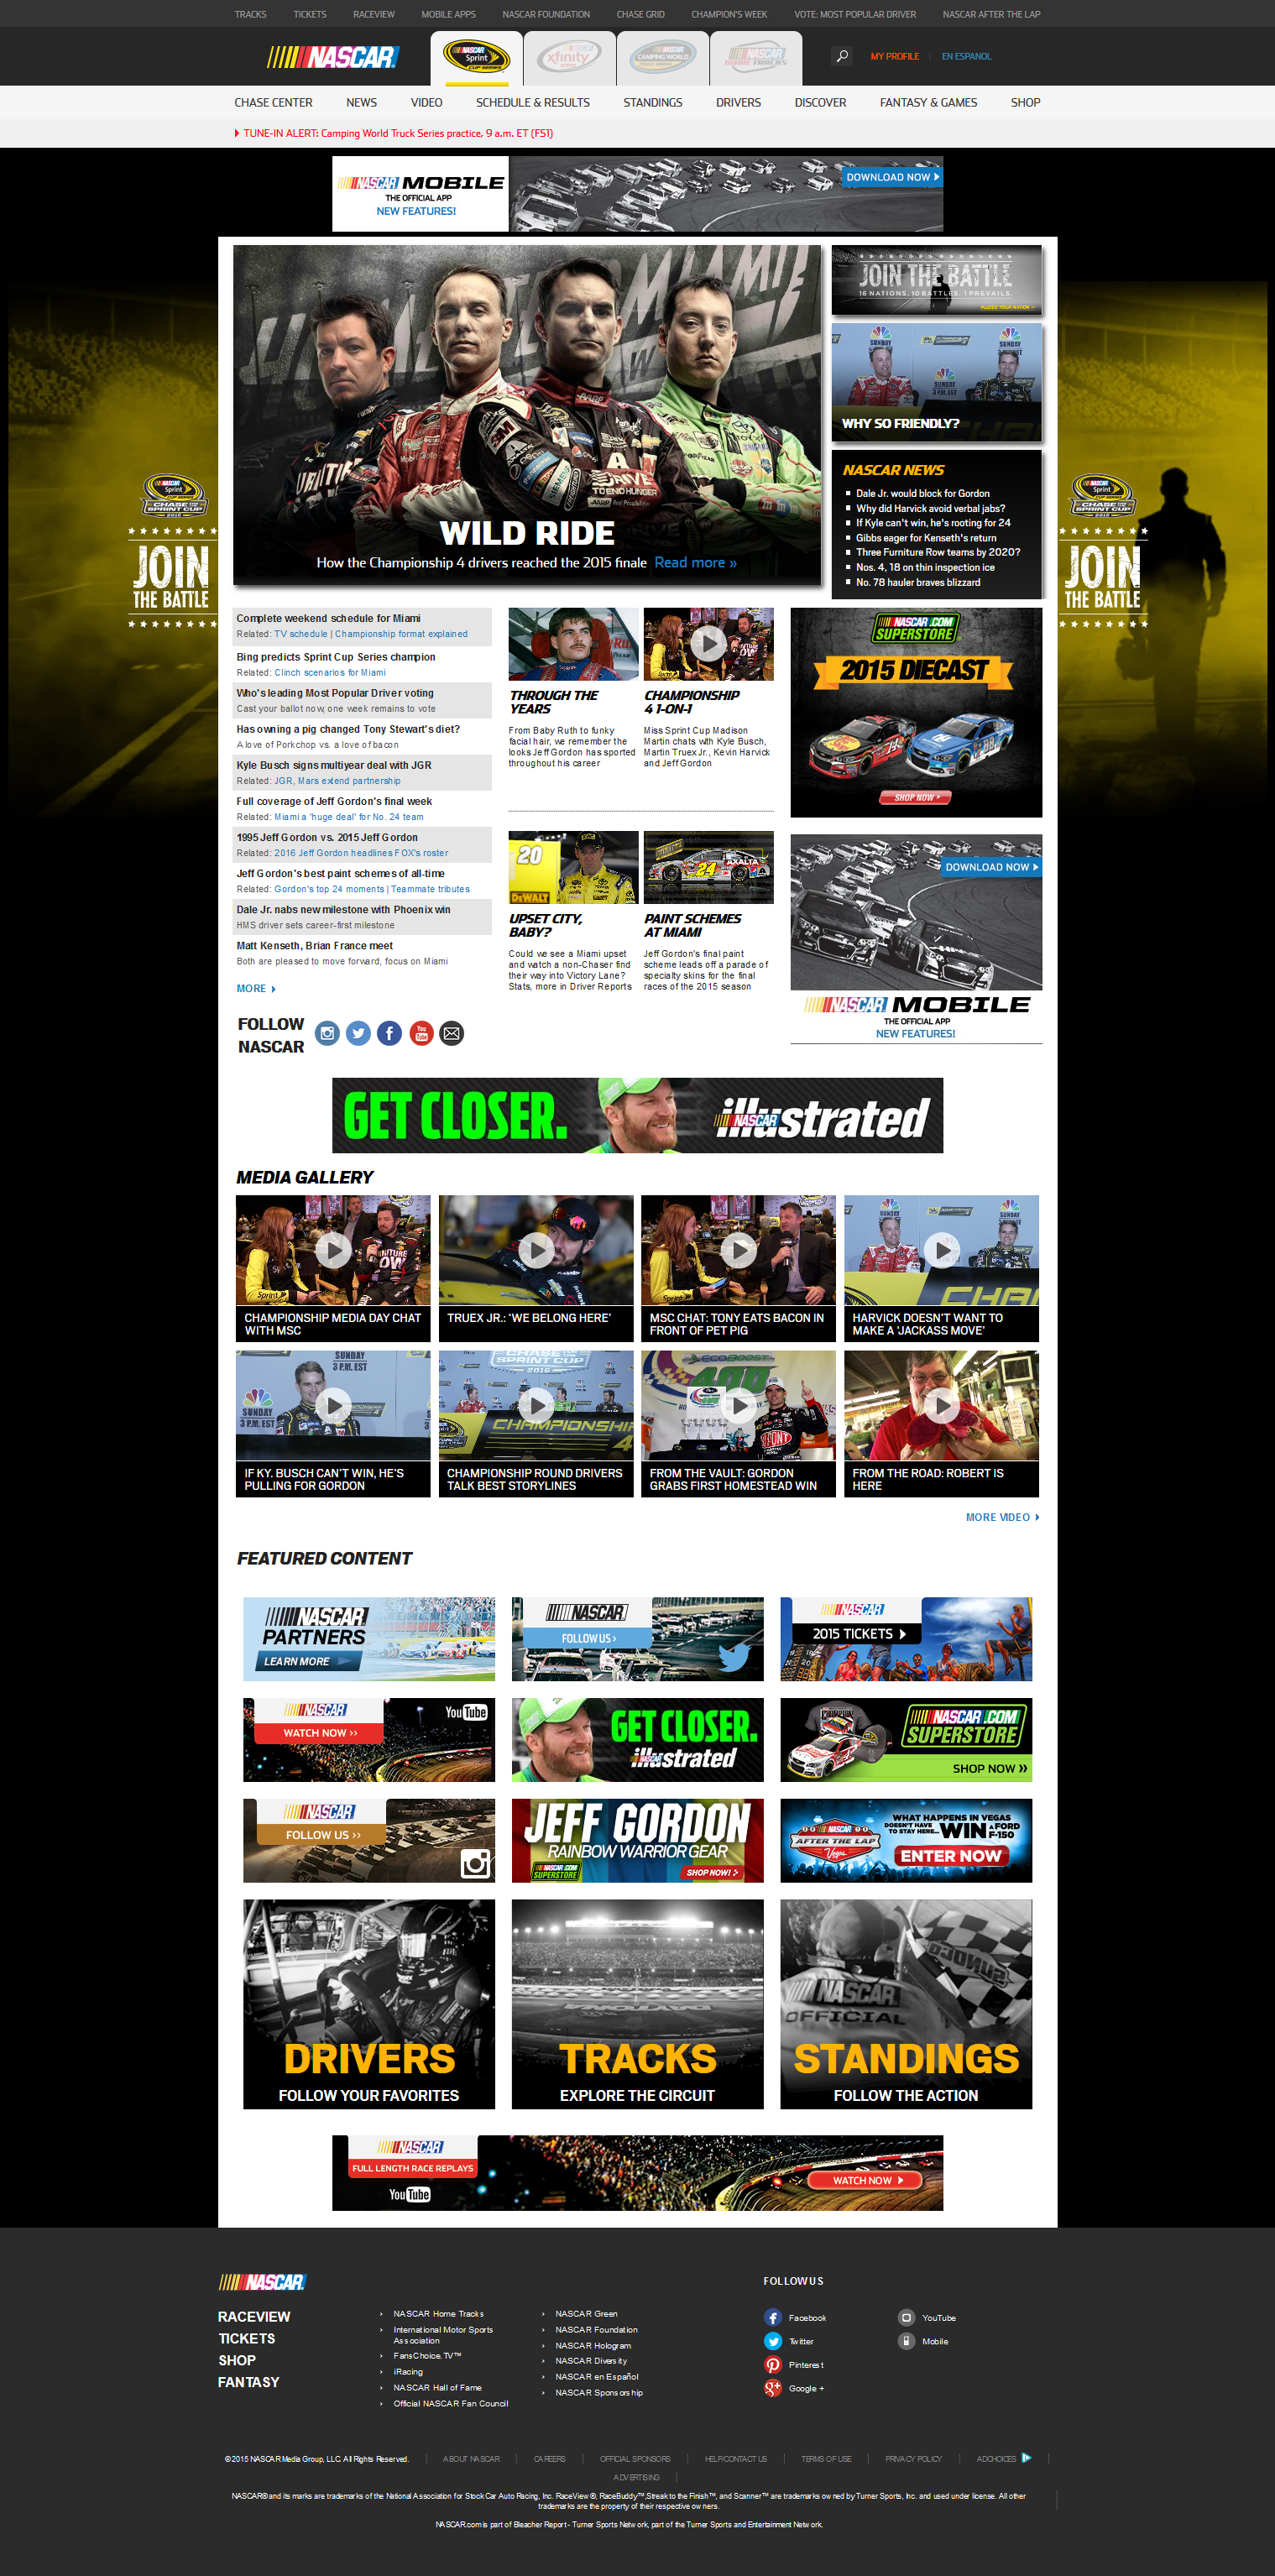 TRACKS TICKETS RACEVIEW MOBILE APPS NASCAR FOUNDATION CHASE GRID CHAMPION'S WEEK VOTE: MOST POPULAR DRIVER NASCAR AFTER THE LAP
NASCAR
NASCAR Sprint CUP SERIES
xfinity
NASCAR CAMPING WORLD
NASCAR HOME TRACKS
MY PROFILE | EN ESPANOL
CHASE CENTER NEWS VIDEO SCHEDULE & RESULTS STANDINGS DRIVERS DISCOVER FANTASY & GAMES SHOP
TUNE-IN ALERT: Camping World Truck Series practice, 9 a.m. ET (FS1)
NASCAR MOBILE
THE OFFICIAL APP
NEW FEATURES!
DOWNLOAD NOW
WILD RIDE
How the Championship 4 drivers reached the 2015 finale Read more »
JOIN THE BATTLE
16 NATIONS. 10 BATTLES. 1 PREVAILS.
WHY SO FRIENDLY?
NASCAR NEWS
Dale Jr. would block for Gordon
Why did Harvick avoid verbal jabs?
If Kyle can't win, he's rooting for 24
Gibbs eager for Kenseth's return
Three Furniture Row teams by 2020?
Nos. 4, 18 on thin inspection ice
No. 78 hauler braves blizzard
JOIN
THE BATTLE
JOIN
THE BATTLE
Complete weekend schedule for Miami
Related: TV schedule | Championship format explained
Bing predicts Sprint Cup Series champion
Related: Clinch scenarios for Miami
Who's leading Most Popular Driver voting
Cast your ballot now, one week remains to vote
Has owning a pig changed Tony Stewart's diet?
A love of Porkchop vs. a love of bacon
Kyle Busch signs multiyear deal with JGR
Related: JGR, Mars extend partnership
Full coverage of Jeff Gordon's final week
Related: Miami a 'huge deal' for No. 24 team
1995 Jeff Gordon vs. 2015 Jeff Gordon
Related: 2016 Jeff Gordon headlines FOX's roster
Jeff Gordon's best paint schemes of all-time
Related: Gordon's top 24 moments | Teammate tributes
Dale Jr. nabs new milestone with Phoenix win
HMS driver sets career-first milestone
Matt Kenseth, Brian France meet
Both are pleased to move forward, focus on Miami
MORE
THROUGH THE
YEARS
From Baby Ruth to funky
facial hair, we remember the
looks Jeff Gordon has sported
throughout his career
CHAMPIONSHIP
4 1-ON-1
Miss Sprint Cup Madison
Martin chats with Kyle Busch,
Martin Truex Jr., Kevin Harvick
and Jeff Gordon
UPSET CITY,
BABY?
Could we see a Miami upset
and watch a non-Chaser find
their way into Victory Lane?
Stats, more in Driver Reports
PAINT SCHEMES
AT MIAMI
Jeff Gordon's final paint
scheme leads off a parade of
specialty skins for the final
races of the 2015 season
NASCAR.COM
SUPERSTORE
2015 DIECAST
SHOP NOW
DOWNLOAD NOW
NASCAR MOBILE
THE OFFICIAL APP
NEW FEATURES!
FOLLOW
NASCAR
GET CLOSER.
NASCAR illustrated
MEDIA GALLERY
CHAMPIONSHIP MEDIA DAY CHAT
WITH MSC
TRUEX JR.: 'WE BELONG HERE'
MSC CHAT: TONY EATS BACON IN
FRONT OF PET PIG
HARVICK DOESN'T WANT TO
MAKE A 'JACKASS MOVE'
IF KY. BUSCH CAN'T WIN, HE'S
PULLING FOR GORDON
CHAMPIONSHIP ROUND DRIVERS
TALK BEST STORYLINES
FROM THE VAULT: GORDON
GRABS FIRST HOMESTEAD WIN
FROM THE ROAD: ROBERT IS
HERE
MORE VIDEO
FEATURED CONTENT
NASCAR
PARTNERS
LEARN MORE
NASCAR
FOLLOW US ›
NASCAR
2015 TICKETS
NASCAR
WATCH NOW ››
YouTube
GET CLOSER.
NASCAR illustrated
NASCAR.COM
SUPERSTORE
SHOP NOW »
NASCAR
FOLLOW US ››
JEFF GORDON
RAINBOW WARRIOR GEAR
NASCAR.COM
SUPERSTORE
SHOP NOW!
NASCAR
AFTER THE LAP
Vegas
WHAT HAPPENS IN VEGAS
DOESN'T HAVE
TO STAY HERE... WIN A FORD F-150
ENTER NOW
DRIVERS
FOLLOW YOUR FAVORITES
TRACKS
EXPLORE THE CIRCUIT
OFFICIAL
STANDINGS
FOLLOW THE ACTION
NASCAR
FULL LENGTH RACE REPLAYS
YouTube
WATCH NOW
NASCAR
RACEVIEW
TICKETS
SHOP
FANTASY
NASCAR Home Tracks
International Motor Sports
Association
FansChoice.TV™
iRacing
NASCAR Hall of Fame
Official NASCAR Fan Council
NASCAR Green
NASCAR Foundation
NASCAR Hologram
NASCAR Diversity
NASCAR en Español
NASCAR Sponsorship
FOLLOW US
Facebook
Twitter
Pinterest
Google +
YouTube
Mobile
© 2015 NASCAR Media Group, LLC. All Rights Reserved. | ABOUT NASCAR | CAREERS | OFFICIAL SPONSORS | HELP/CONTACT US | TERMS OF USE | PRIVACY POLICY | ADCHOICES |
ADVERTISING |
NASCAR® and its marks are trademarks of the National Association for Stock Car Auto Racing, Inc. RaceView ®, RaceBuddy™,Streak to the Finish™, and Scanner™ are trademarks owned by Turner Sports, Inc. and used under license. All other
trademarks are the property of their respective owners.
NASCAR.com is part of Bleacher Report - Turner Sports Network, part of the Turner Sports and Entertainment Network.